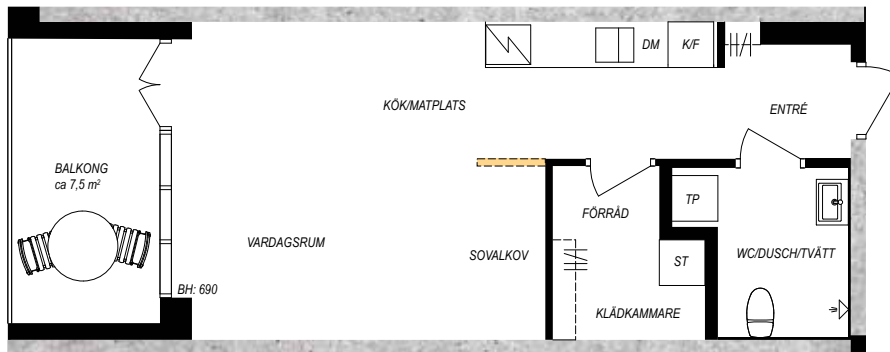 DM
K/F
KÖK/MATPLATS
ENTRÉ
BALKONG
ca 7,5 m²
FÖRRÅD
TP
VARDAGSRUM
SOVALKOV
ST
WC/DUSCH/TVÄTT
BH: 690
KLÄDKAMMARE